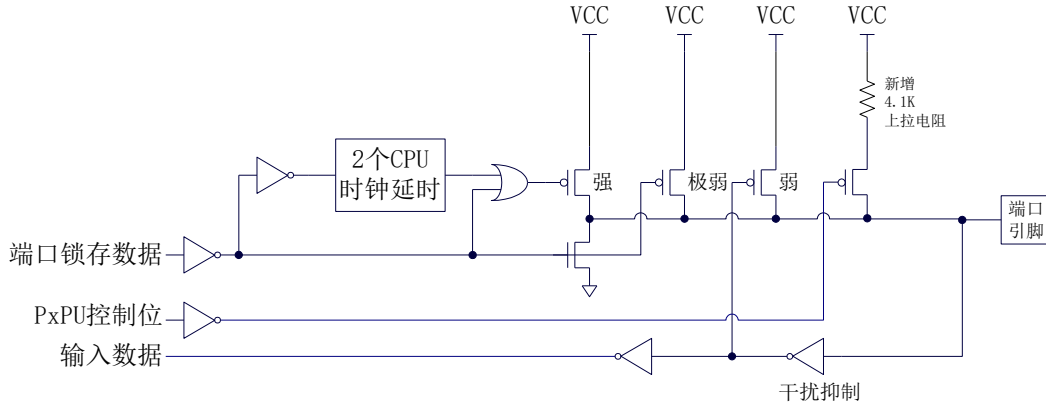 VCC
VCC
VCC
VCC
新增
4.1K
上拉电阻
2个CPU
时钟延时
强
极弱
弱
端口
引脚
端口锁存数据
PxPU控制位
输入数据
干扰抑制